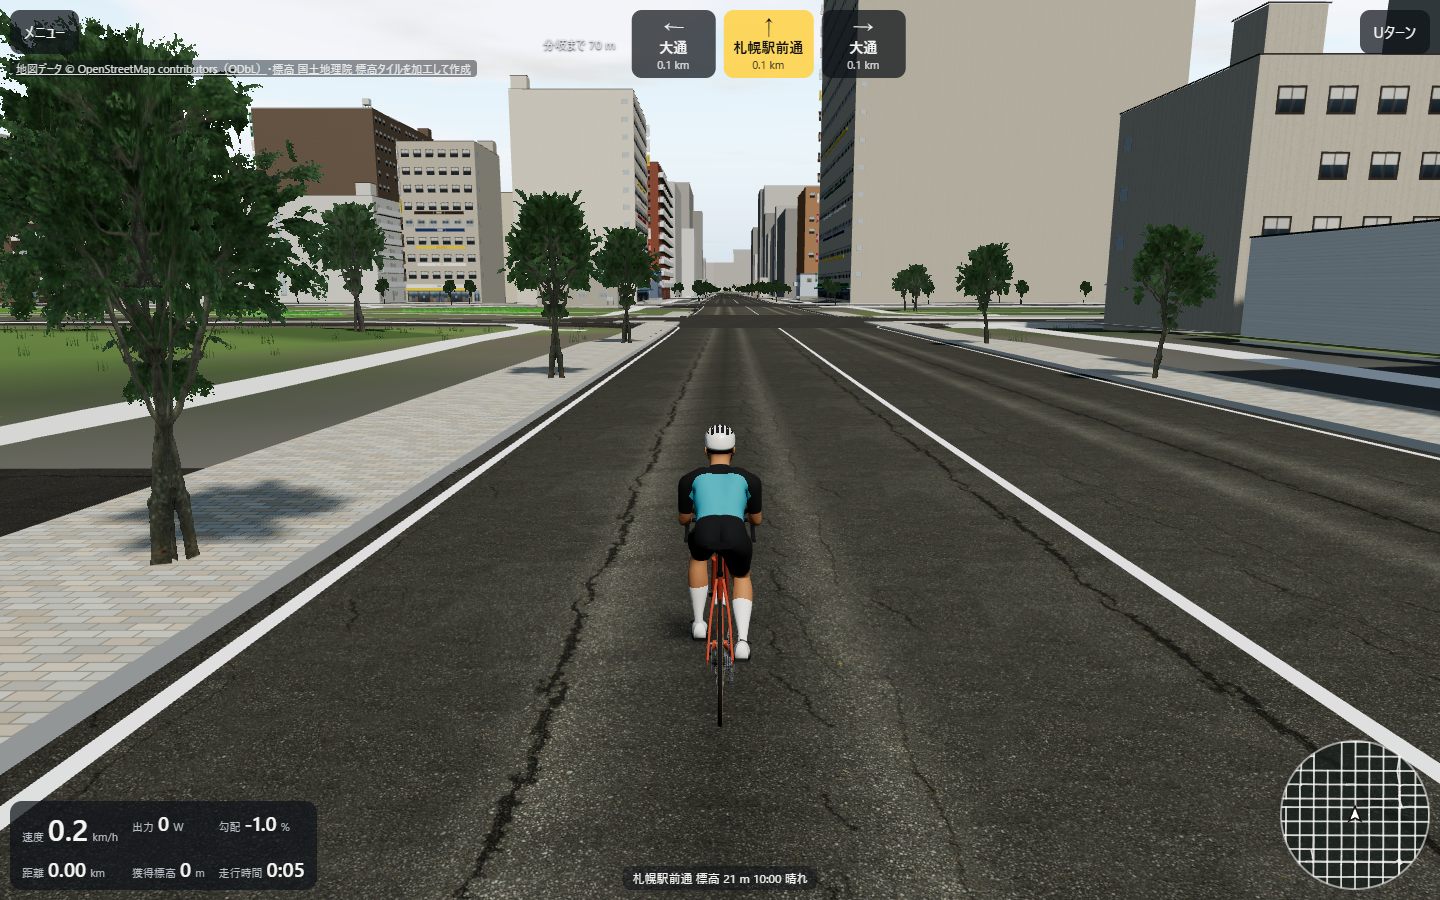 メニュー
地図データ © OpenStreetMap contributors（ODbL）・標高 国土地理院 標高タイルを加工して作成
分岐まで 70 m
←
大通
0.1 km
↑
札幌駅前通
0.1 km
→
大通
0.1 km
Uターン
速度 0.2 km/h
出力 0 W
勾配 -1.0 %
距離 0.00 km
獲得標高 0 m
走行時間 0:05
札幌駅前通 標高 21 m 10:00 晴れ